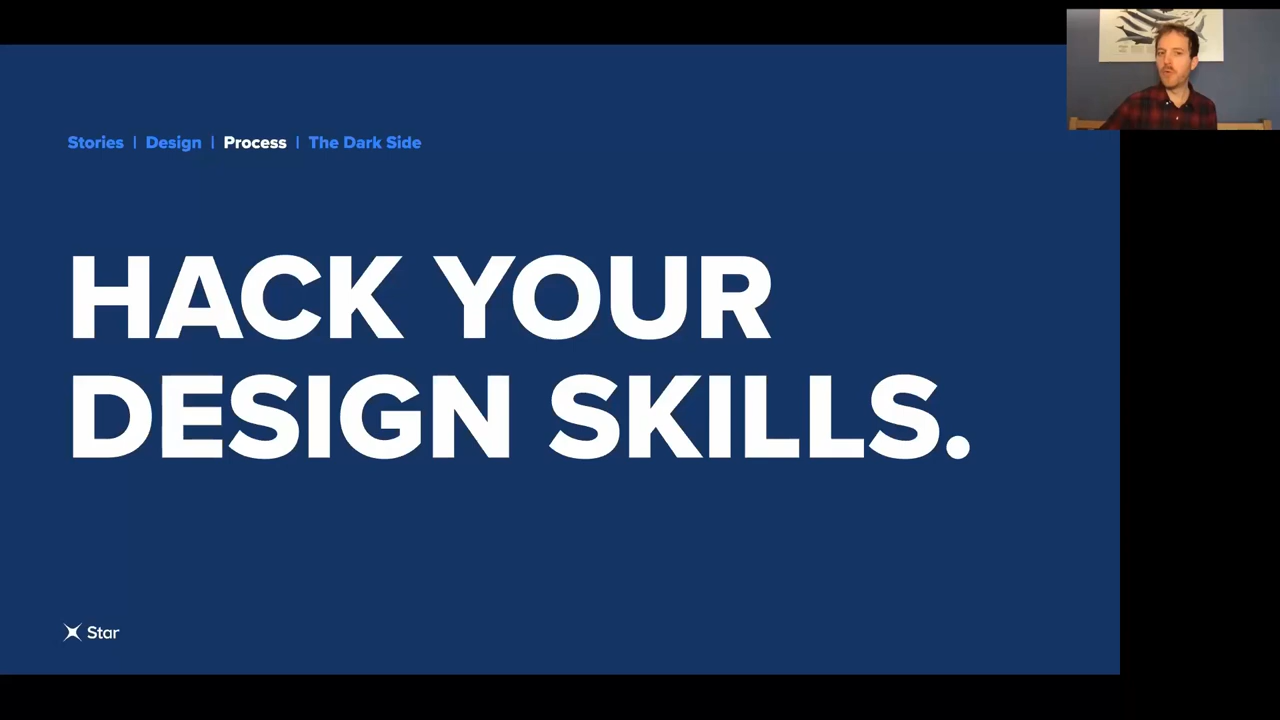 Stories | Design | Process | The Dark Side
HACK YOUR
DESIGN SKILLS.
Star